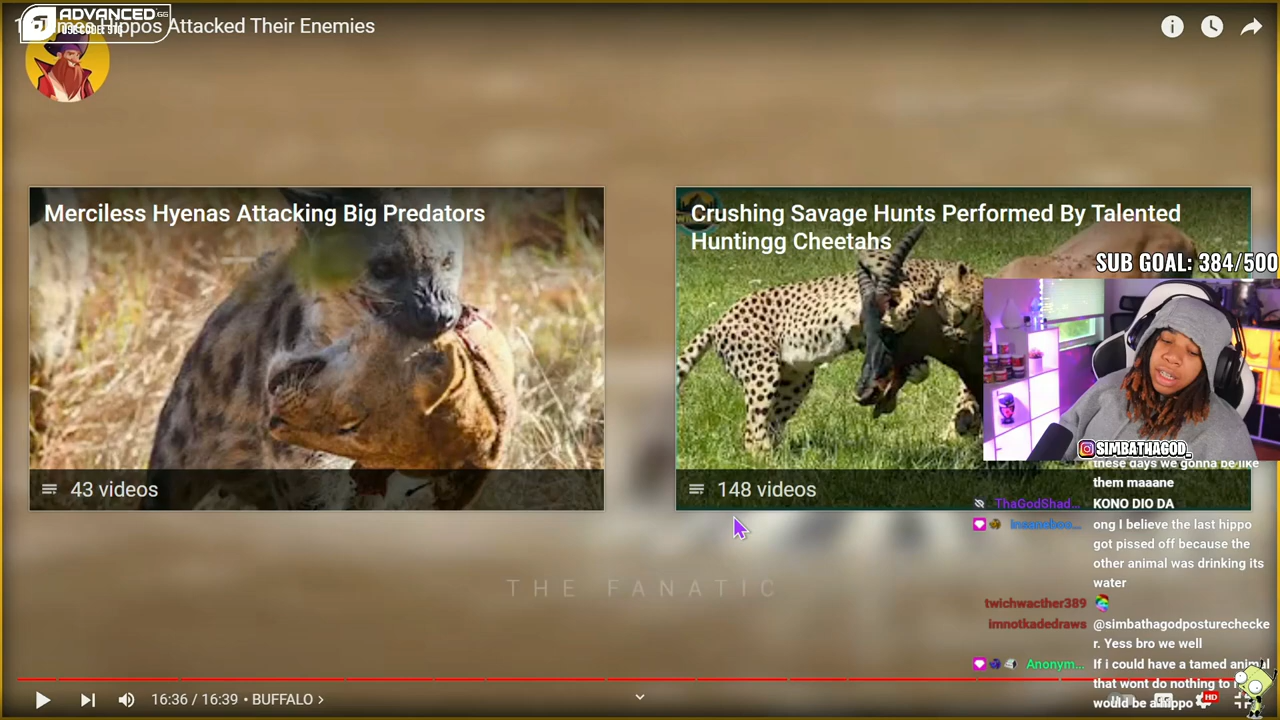 ADVANCED.GG
Hippos Attacked Their Enemies
Merciless Hyenas Attacking Big Predators
43 videos
Crushing Savage Hunts Performed By Talented
Huntingg Cheetahs
148 videos
SUB GOAL: 384/500
SIMBATHAGOD_
THE FANATIC
these days we gonna be like
them maaane
ThaGodShad... KONO DIO DA
ong I believe the last hippo
got pissed off because the
other animal was drinking its
water
twichwacther389
imnotkadedraws @simbathagodposturechecke
r. Yess bro we well
Anonym... If i could have a tamed animal
that wont do nothing to
would be a hippo
16:36 / 16:39 • BUFFALO
HD